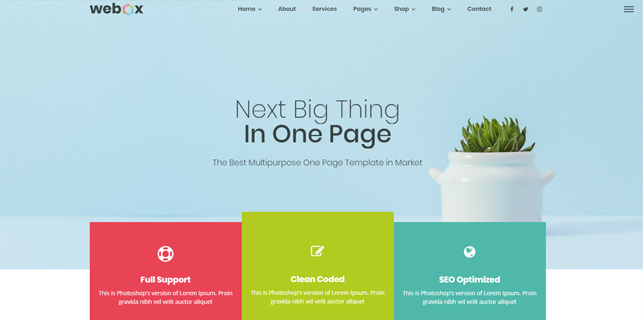 webox
Home About Services Pages Shop Blog Contact
Next Big Thing
In One Page
The Best Multipurpose One Page Template in Market
Full Support
This is Photoshop's version of Lorem Ipsum. Proin
gravida nibh vel velit auctor aliquet
Clean Coded
This is Photoshop's version of Lorem Ipsum. Proin
gravida nibh vel velit auctor aliquet
SEO Optimized
This is Photoshop's version of Lorem Ipsum. Proin
gravida nibh vel velit auctor aliquet